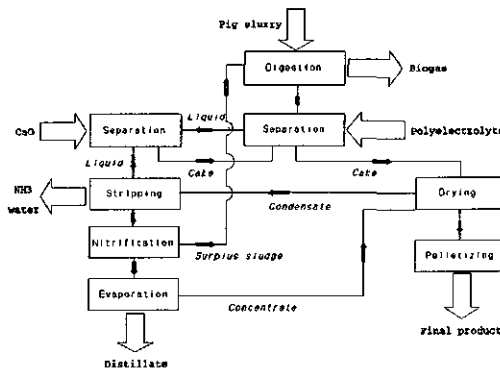 Pig slurry
Digestion
Biogas
CaO
Separation
Liquid
Separation
Polyelectrolyte
Liquid
Cake
Cake
NH3
water
Stripping
Condensate
Drying
Nitrification
Surplus sludge
Pelletizing
Evaporation
Concentrate
Final product
Distillate